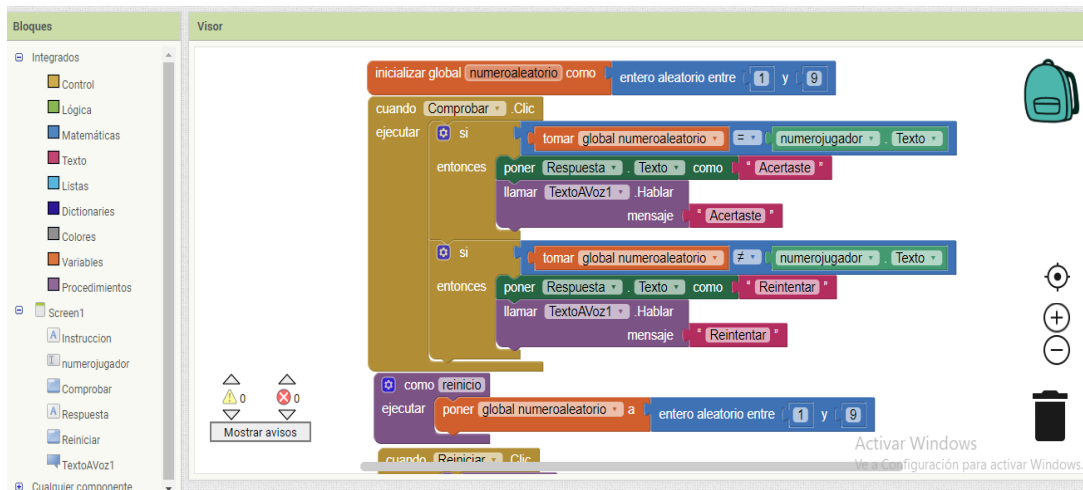 Bloques
Visor
Integrados
Control
Lógica
Matemáticas
Texto
Listas
Dictionaries
Colores
Variables
Procedimientos
Screen1
Instruccion
numerojugador
Comprobar
Respuesta
Reiniciar
TextoAVoz1
Cualquier componente
inicializar global numeroaleatorio como entero aleatorio entre 1 y 9
cuando Comprobar .Clic
ejecutar si tomar global numeroaleatorio = numerojugador . Texto
entonces poner Respuesta . Texto como " Acertaste "
llamar TextoAVoz1 .Hablar
mensaje " Acertaste "
si tomar global numeroaleatorio ≠ numerojugador . Texto
entonces poner Respuesta . Texto como " Reintentar "
llamar TextoAVoz1 .Hablar
mensaje " Reintentar "
como reinicio
ejecutar poner global numeroaleatorio a entero aleatorio entre 1 y 9
cuando Reiniciar .Clic
0 0
Mostrar avisos
Activar Windows
Ve a Configuración para activar Windows.